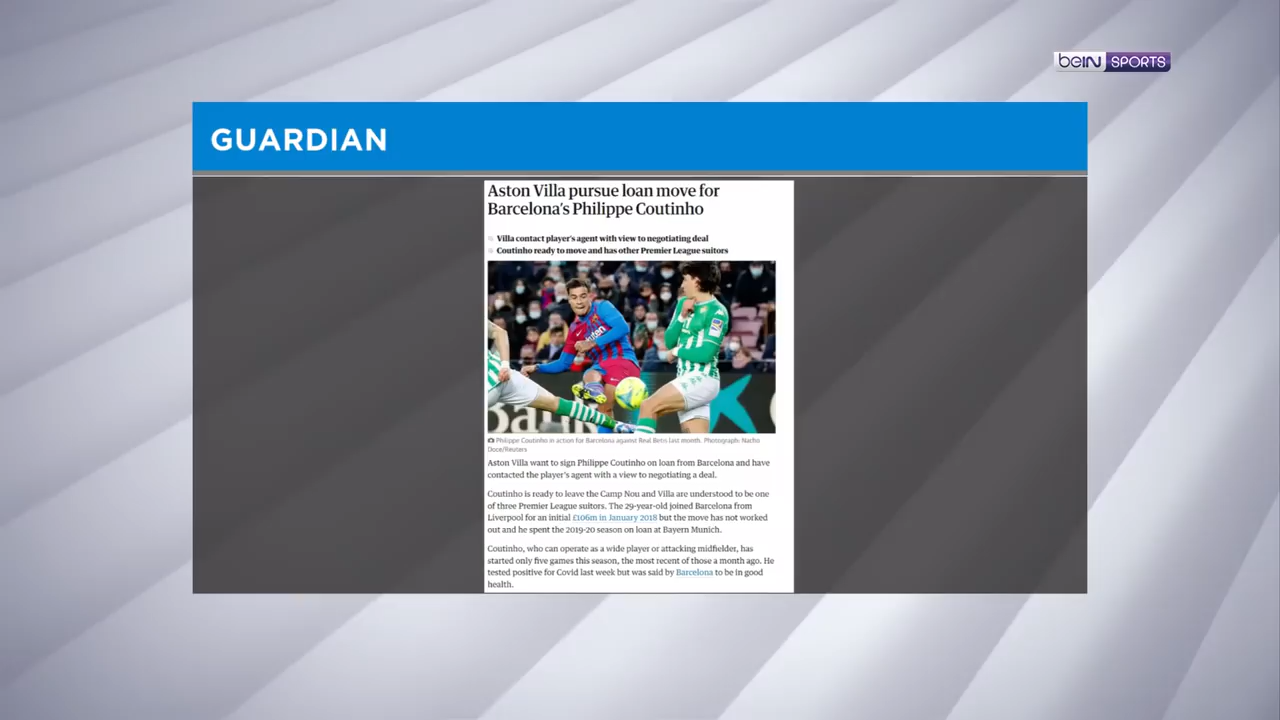 beIN SPORTS
GUARDIAN
Aston Villa pursue loan move for
Barcelona's Philippe Coutinho
Villa contact player's agent with view to negotiating deal
Coutinho ready to move and has other Premier League suitors
Bank
Philippe Coutinho in action for Barcelona against Real Betis last month. Photograph: Nacho
Doce/Reuters
Aston Villa want to sign Philippe Coutinho on loan from Barcelona and have
contacted the player's agent with a view to negotiating a deal.
Coutinho is ready to leave the Camp Nou and Villa are understood to be one
of three Premier League suitors. The 29-year-old joined Barcelona from
Liverpool for an initial £106m in January 2018 but the move has not worked
out and he spent the 2019-20 season on loan at Bayern Munich.
Coutinho, who can operate as a wide player or attacking midfielder, has
started only five games this season, the most recent of those a month ago. He
tested positive for Covid last week but was said by Barcelona to be in good
health.